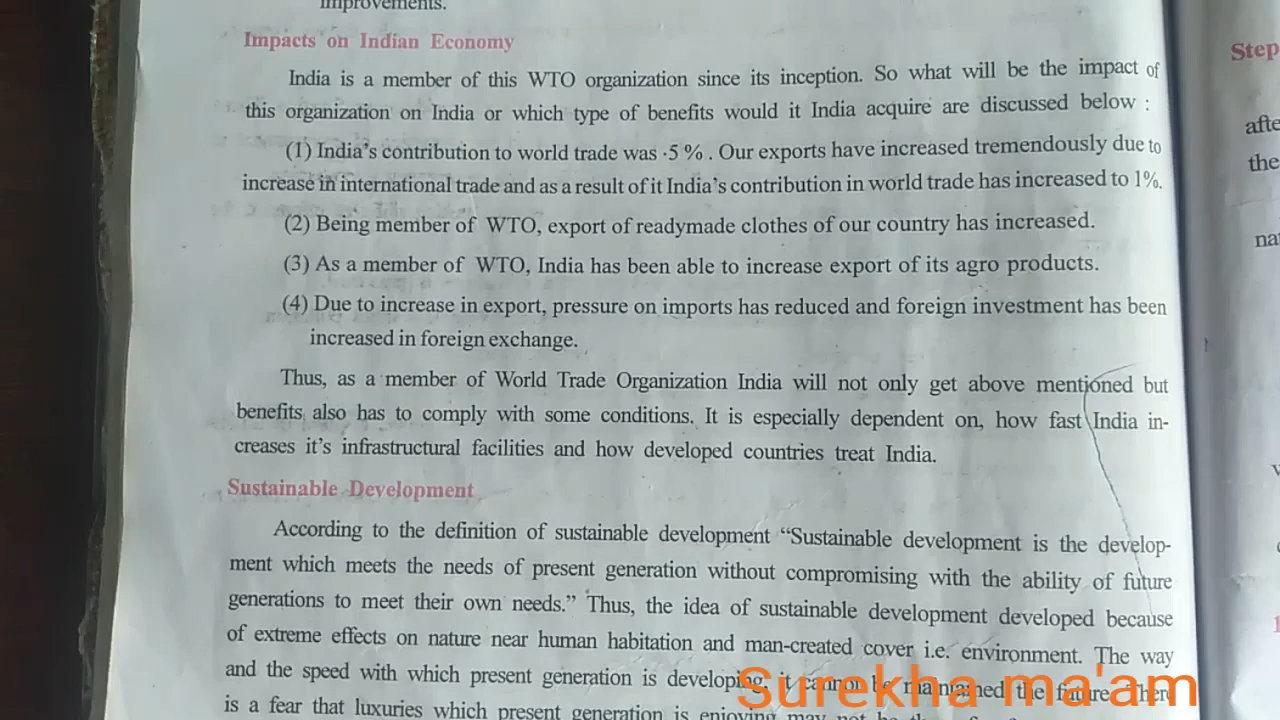 improvements.
Impacts on Indian Economy
India is a member of this WTO organization since its inception. So what will be the impact of
this organization on India or which type of benefits would it India acquire are discussed below :
(1) India's contribution to world trade was ·5 % . Our exports have increased tremendously due to
increase in international trade and as a result of it India's contribution in world trade has increased to 1%.
(2) Being member of WTO, export of readymade clothes of our country has increased.
(3) As a member of WTO, India has been able to increase export of its agro products.
(4) Due to increase in export, pressure on imports has reduced and foreign investment has been
increased in foreign exchange.
Thus, as a member of World Trade Organization India will not only get above mentioned but
benefits also has to comply with some conditions. It is especially dependent on, how fast India in-
creases it's infrastructural facilities and how developed countries treat India.
Sustainable Development
According to the definition of sustainable development “Sustainable development is the develop-
ment which meets the needs of present generation without compromising with the ability of future
generations to meet their own needs.” Thus, the idea of sustainable development developed because
of extreme effects on nature near human habitation and man-created cover i.e. environment. The way
and the speed with which present generation is developing, it cannot be maintained the future. There
is a fear that luxuries which present generation is enjoying may not be
Surekha ma'am
Step
afte
the
nat